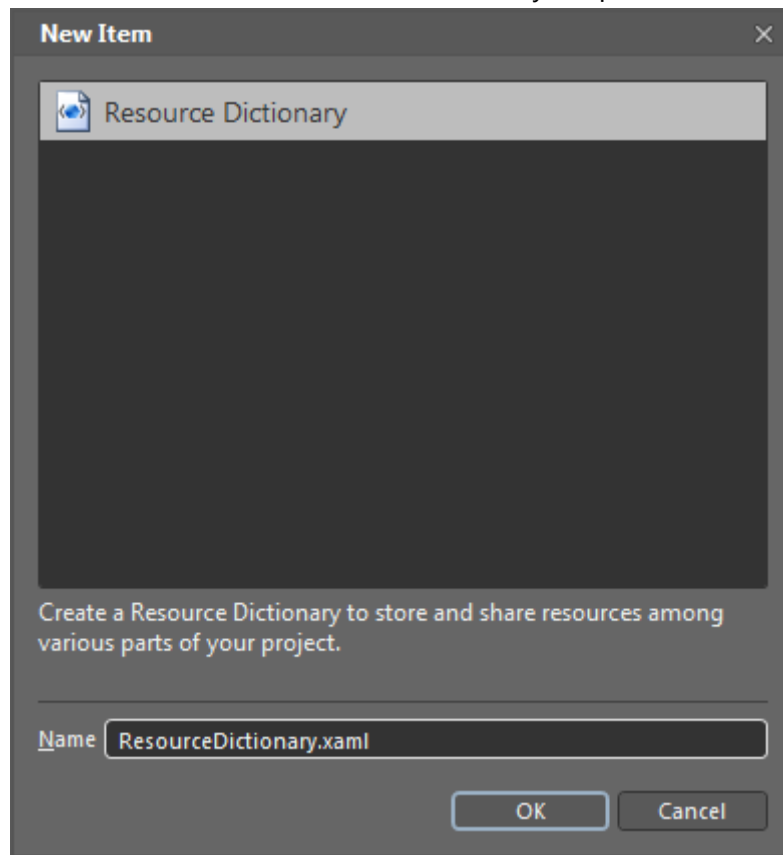 New Item
Resource Dictionary
Create a Resource Dictionary to store and share resources among
various parts of your project.
Name ResourceDictionary.xaml
OK Cancel